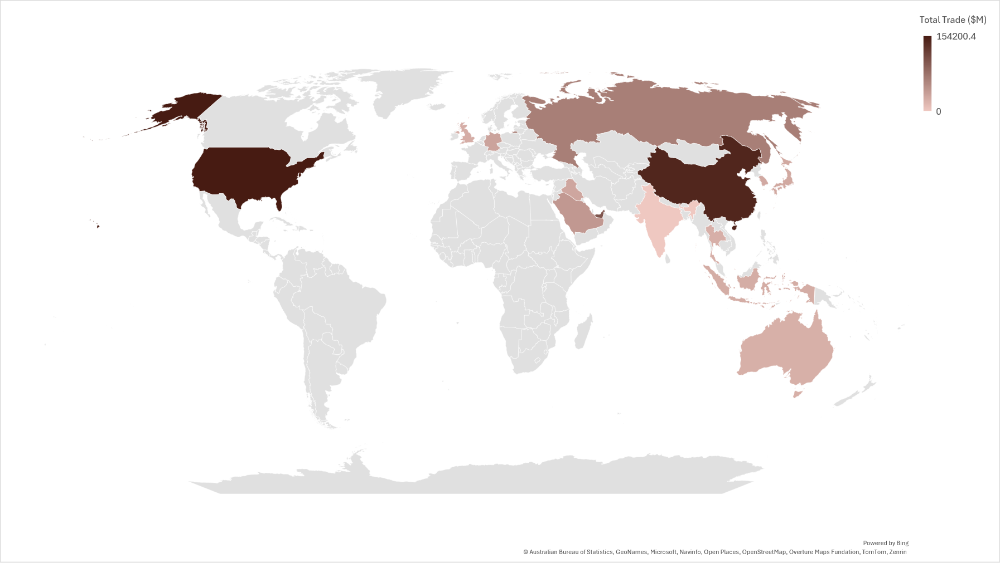 Total Trade ($M)
154200.4
0
Powered by Bing
© Australian Bureau of Statistics, GeoNames, Microsoft, Navinfo, Open Places, OpenStreetMap, Overture Maps Fundation, TomTom, Zenrin